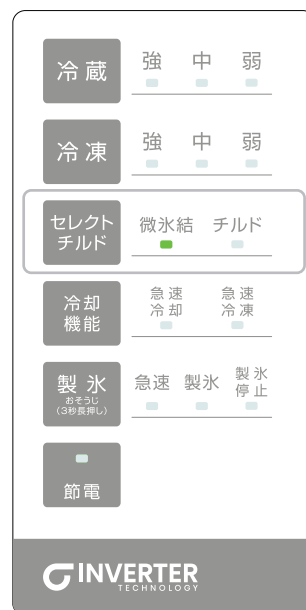 冷蔵 強 中 弱
冷凍 強 中 弱
セレクト
チルド
微氷結 チルド
冷却
機能
急速
冷却
急速
冷凍
製氷
おそうじ
(3秒長押し)
急速 製氷
製氷
停止
節電
INVERTER
TECHNOLOGY